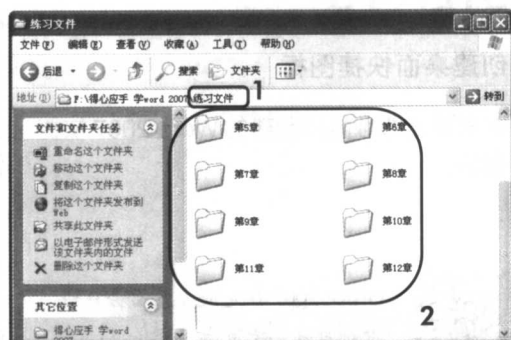 练习文件
文件(F) 编辑(E) 查看(V) 收藏(A) 工具(T) 帮助(H)
后退 搜索 文件夹
地址(D) F:\得心应手 学word 2007\练习文件 转到
1
文件和文件夹任务
重命名这个文件夹
移动这个文件夹
复制这个文件夹
将这个文件夹发布到
Web
共享此文件夹
以电子邮件形式发送
该文件夹内的文件
删除这个文件夹
其它位置
得心应手 学word
2007
第5章 第6章
第7章 第8章
第9章 第10章
第11章 第12章
2